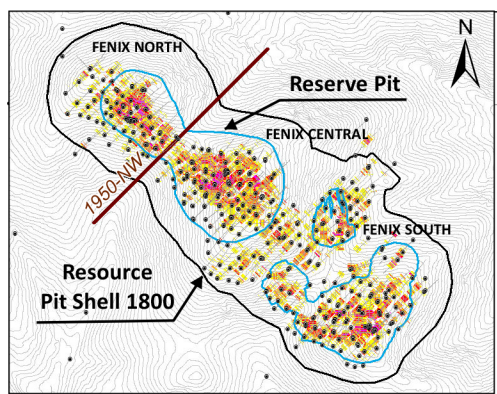 FENIX NORTH
N
Reserve Pit
FENIX CENTRAL
1950-NW
FENIX SOUTH
Resource
Pit Shell 1800